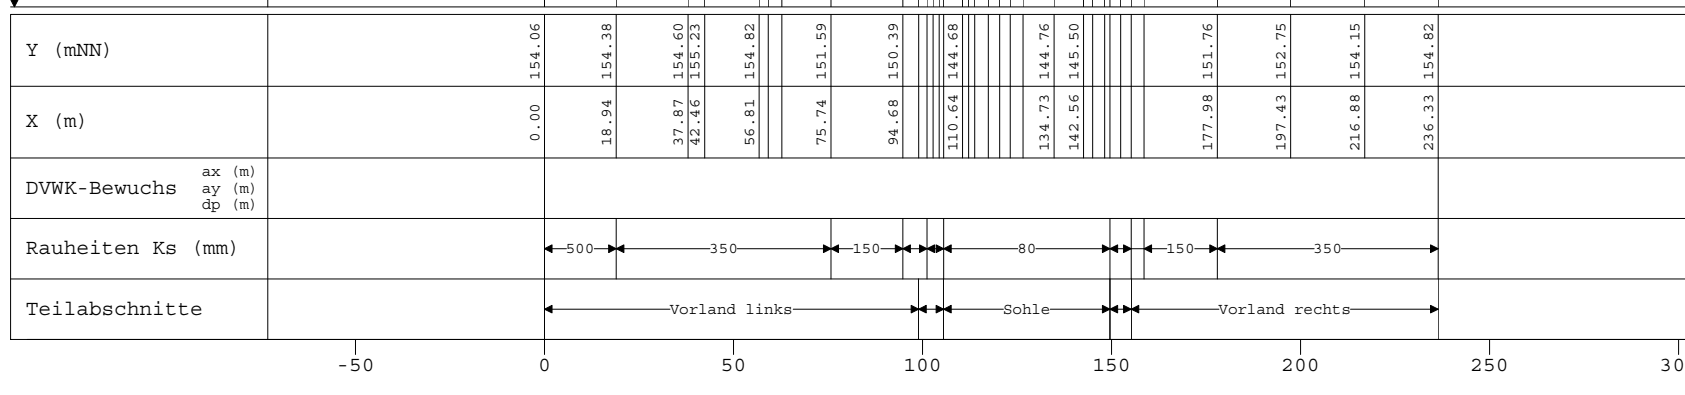 Y (mNN) 154.06 154.38 154.60 155.23 154.82 151.59 150.39 144.68 144.76 145.50 151.76 152.75 154.15 154.82
X (m) 0.00 18.94 37.87 42.46 56.81 75.74 94.68 110.64 134.73 142.56 177.98 197.43 216.88 236.33
DVWK-Bewuchs
ax (m)
ay (m)
dp (m)
Rauheiten Ks (mm) 500 350 150 80 150 350
Teilabschnitte Vorland links Sohle Vorland rechts
-50 0 50 100 150 200 250 30